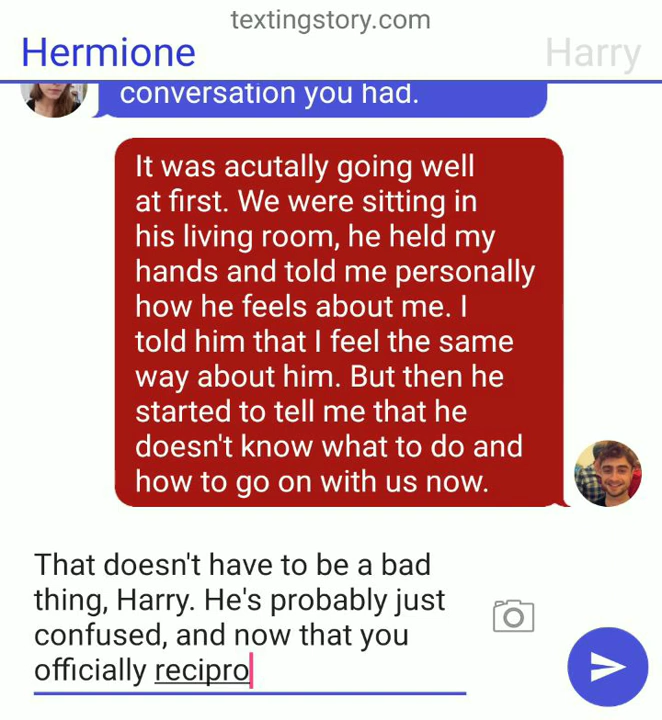 textingstory.com
Hermione
Harry
conversation you had.
It was acutally going well
at first. We were sitting in
his living room, he held my
hands and told me personally
how he feels about me. I
told him that I feel the same
way about him. But then he
started to tell me that he
doesn't know what to do and
how to go on with us now.
That doesn't have to be a bad
thing, Harry. He's probably just
confused, and now that you
officially recipro